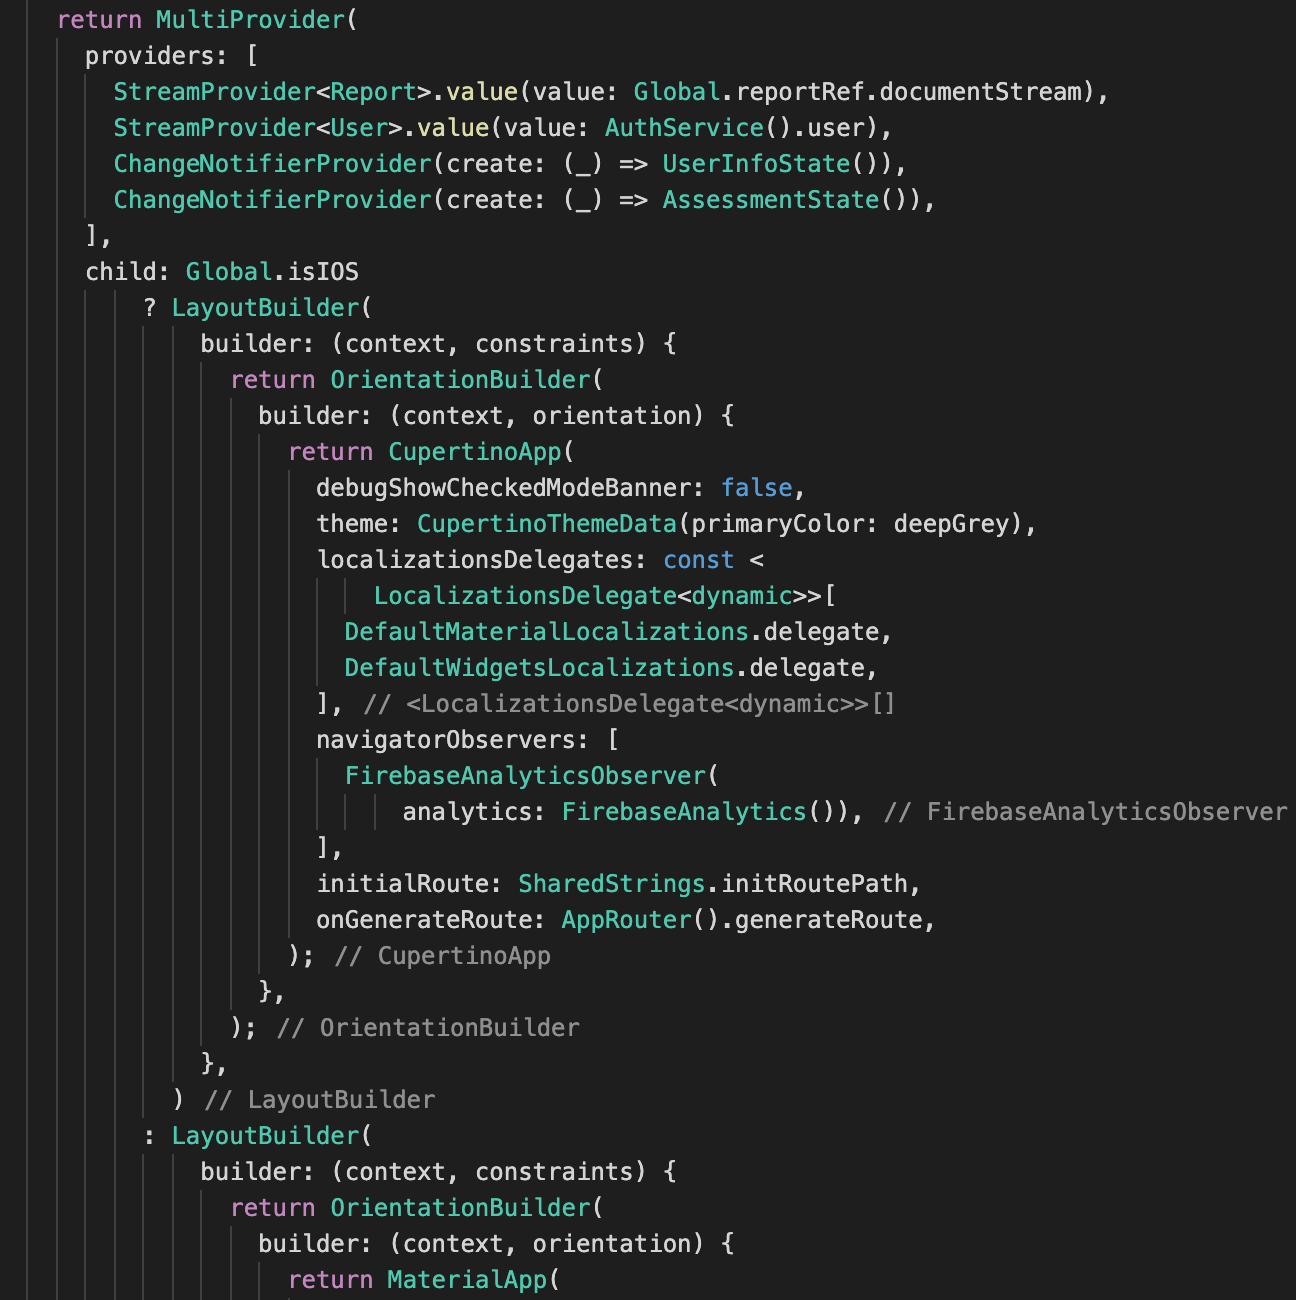 return MultiProvider(
providers: [
StreamProvider<Report>.value(value: Global.reportRef.documentStream),
StreamProvider<User>.value(value: AuthService().user),
ChangeNotifierProvider(create: (_) => UserInfoState()),
ChangeNotifierProvider(create: (_) => AssessmentState()),
],
child: Global.isIOS
? LayoutBuilder(
builder: (context, constraints) {
return OrientationBuilder(
builder: (context, orientation) {
return CupertinoApp(
debugShowCheckedModeBanner: false,
theme: CupertinoThemeData(primaryColor: deepGrey),
localizationsDelegates: const <
LocalizationsDelegate<dynamic>>[
DefaultMaterialLocalizations.delegate,
DefaultWidgetsLocalizations.delegate,
], // <LocalizationsDelegate<dynamic>>[]
navigatorObservers: [
FirebaseAnalyticsObserver(
analytics: FirebaseAnalytics()), // FirebaseAnalyticsObserver
],
initialRoute: SharedStrings.initRoutePath,
onGenerateRoute: AppRouter().generateRoute,
); // CupertinoApp
},
); // OrientationBuilder
},
) // LayoutBuilder
: LayoutBuilder(
builder: (context, constraints) {
return OrientationBuilder(
builder: (context, orientation) {
return MaterialApp(